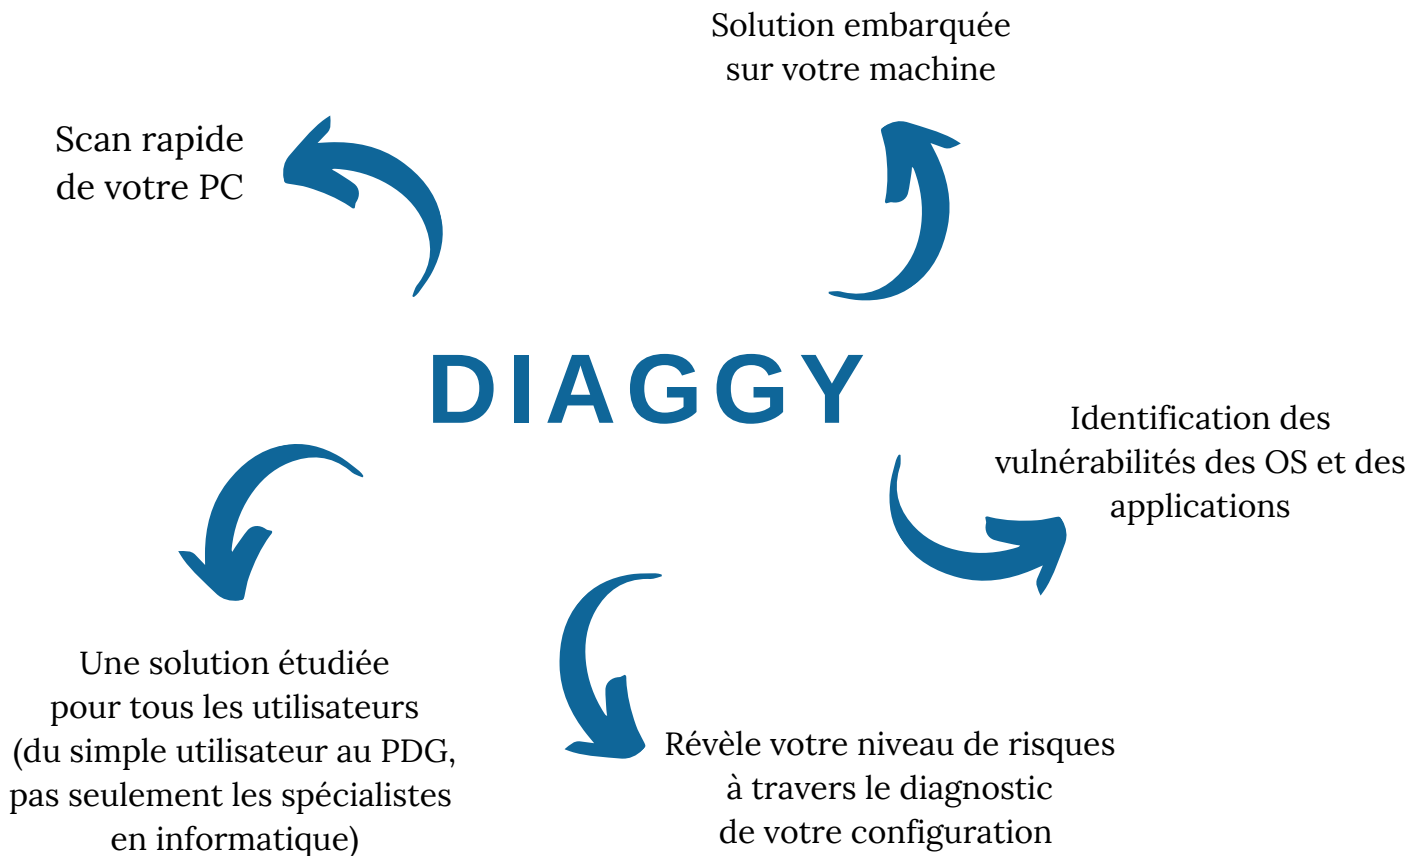 Solution embarquée
sur votre machine
Scan rapide
de votre PC
DIAGGY
Identification des
vulnérabilités des OS et des
applications
Une solution étudiée
pour tous les utilisateurs
(du simple utilisateur au PDG,
pas seulement les spécialistes
en informatique)
Révèle votre niveau de risques
à travers le diagnostic
de votre configuration